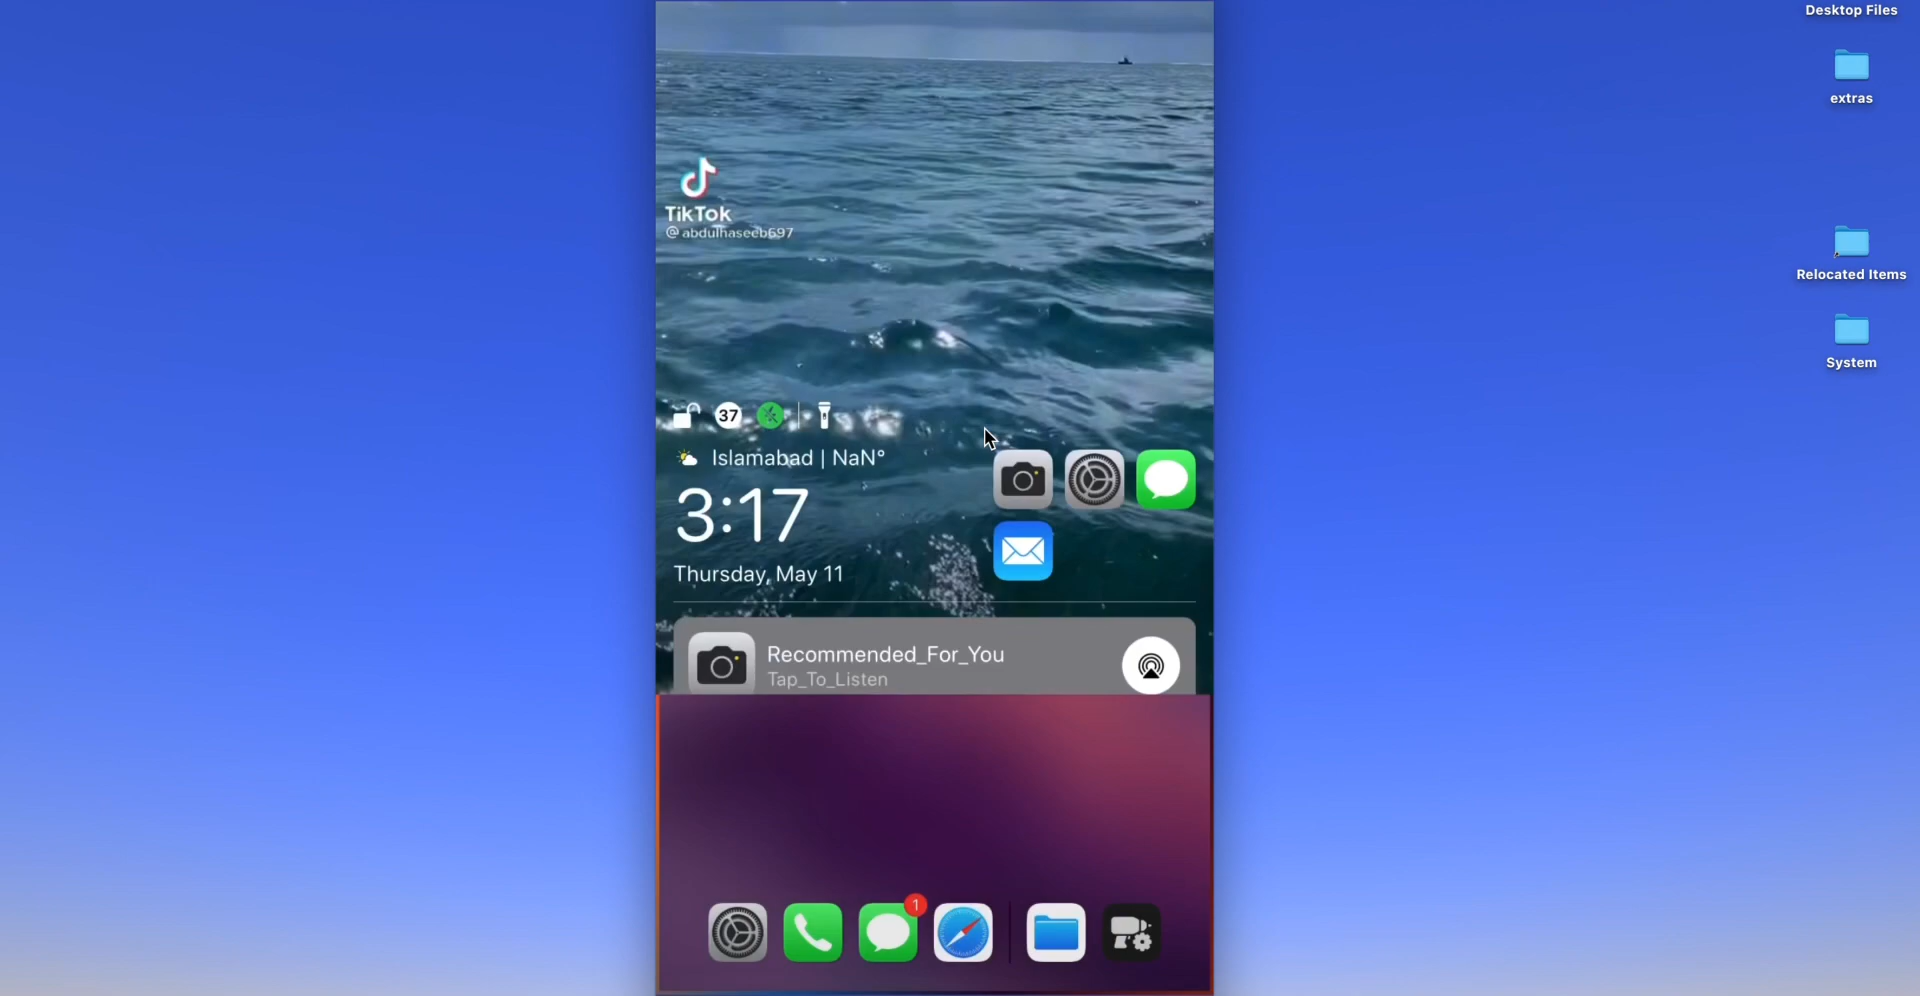 Desktop Files
extras
Relocated Items
System
TikTok
@abdulhaseeb697
37
Islamabad | NaN°
3:17
Thursday, May 11
Recommended_For_You
Tap_To_Listen
1